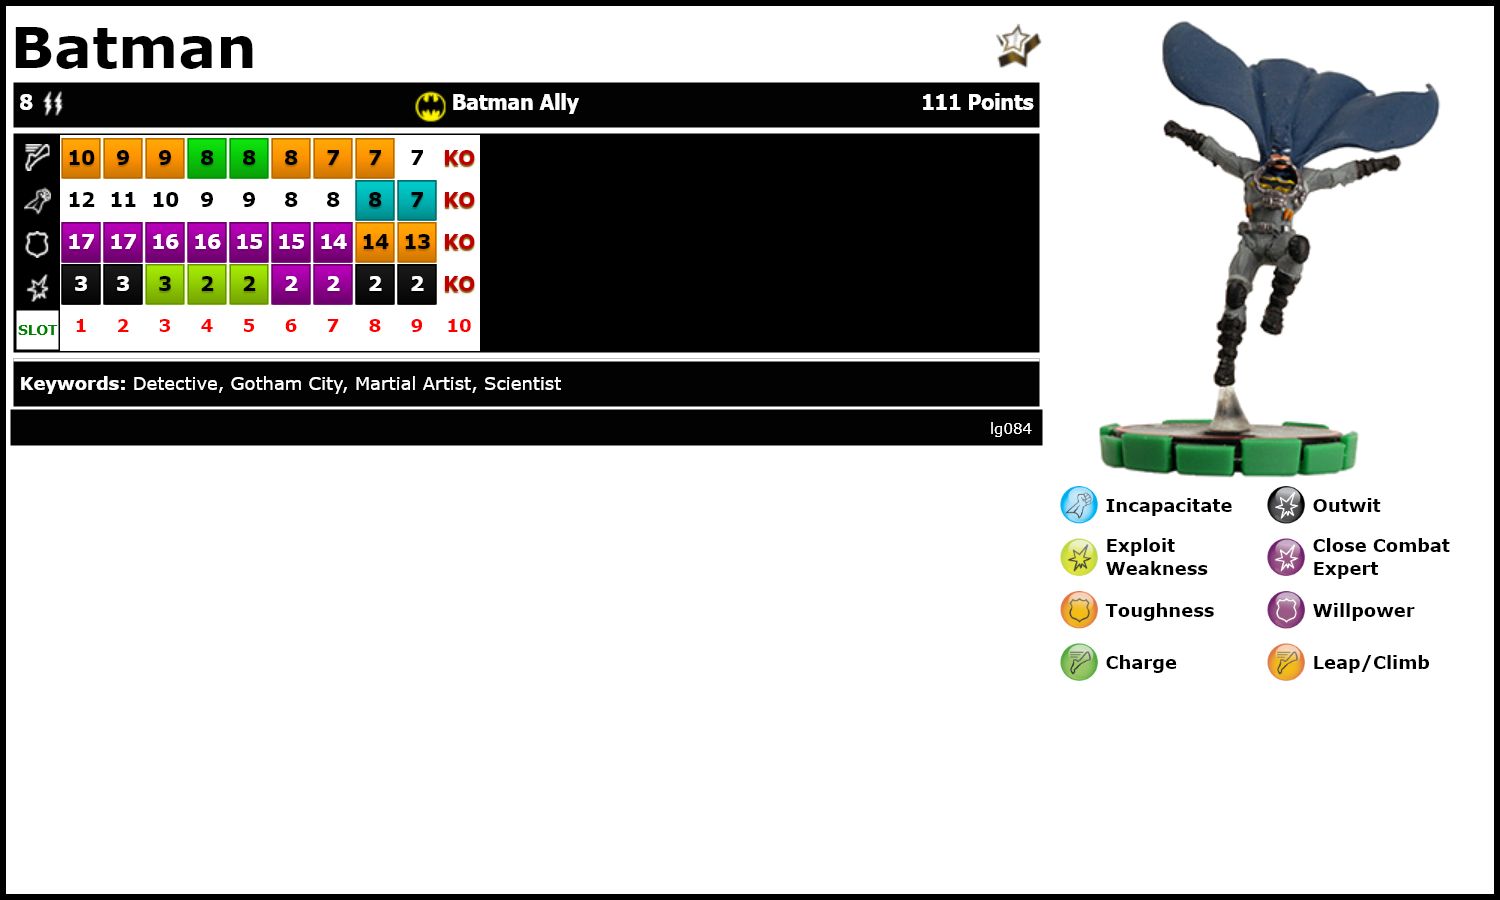 Batman
8 Batman Ally 111 Points
10 9 9 8 8 8 7 7 7 KO
12 11 10 9 9 8 8 8 7 KO
17 17 16 16 15 15 14 14 13 KO
3 3 3 2 2 2 2 2 2 KO
SLOT 1 2 3 4 5 6 7 8 9 10
Keywords: Detective, Gotham City, Martial Artist, Scientist
lg084
Incapacitate Outwit
Exploit
Weakness
Close Combat
Expert
Toughness Willpower
Charge Leap/Climb